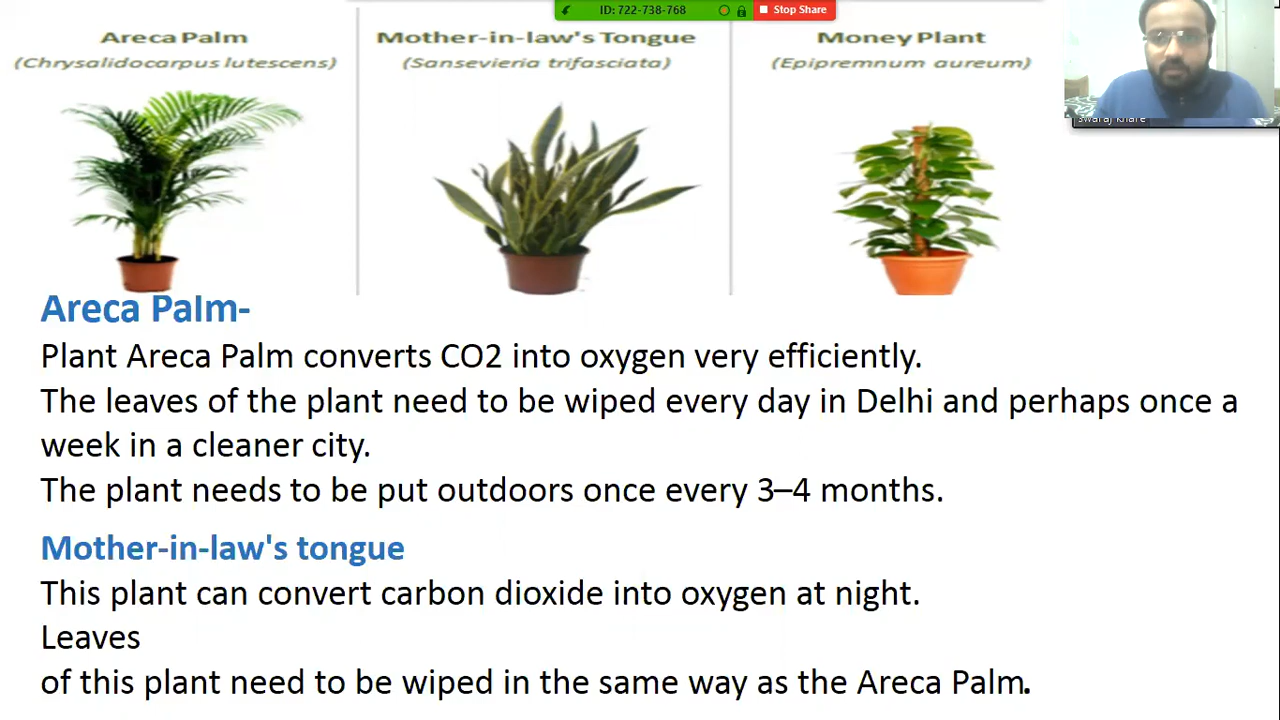 ID: 722-738-768
Stop Share
Areca Palm
(Chrysalidocarpus lutescens)
Mother-in-law's Tongue
(Sansevieria trifasciata)
Money Plant
(Epipremnum aureum)
swaraj Khare
Areca Palm-
Plant Areca Palm converts CO2 into oxygen very efficiently.
The leaves of the plant need to be wiped every day in Delhi and perhaps once a
week in a cleaner city.
The plant needs to be put outdoors once every 3–4 months.
Mother-in-law's tongue
This plant can convert carbon dioxide into oxygen at night.
Leaves
of this plant need to be wiped in the same way as the Areca Palm.